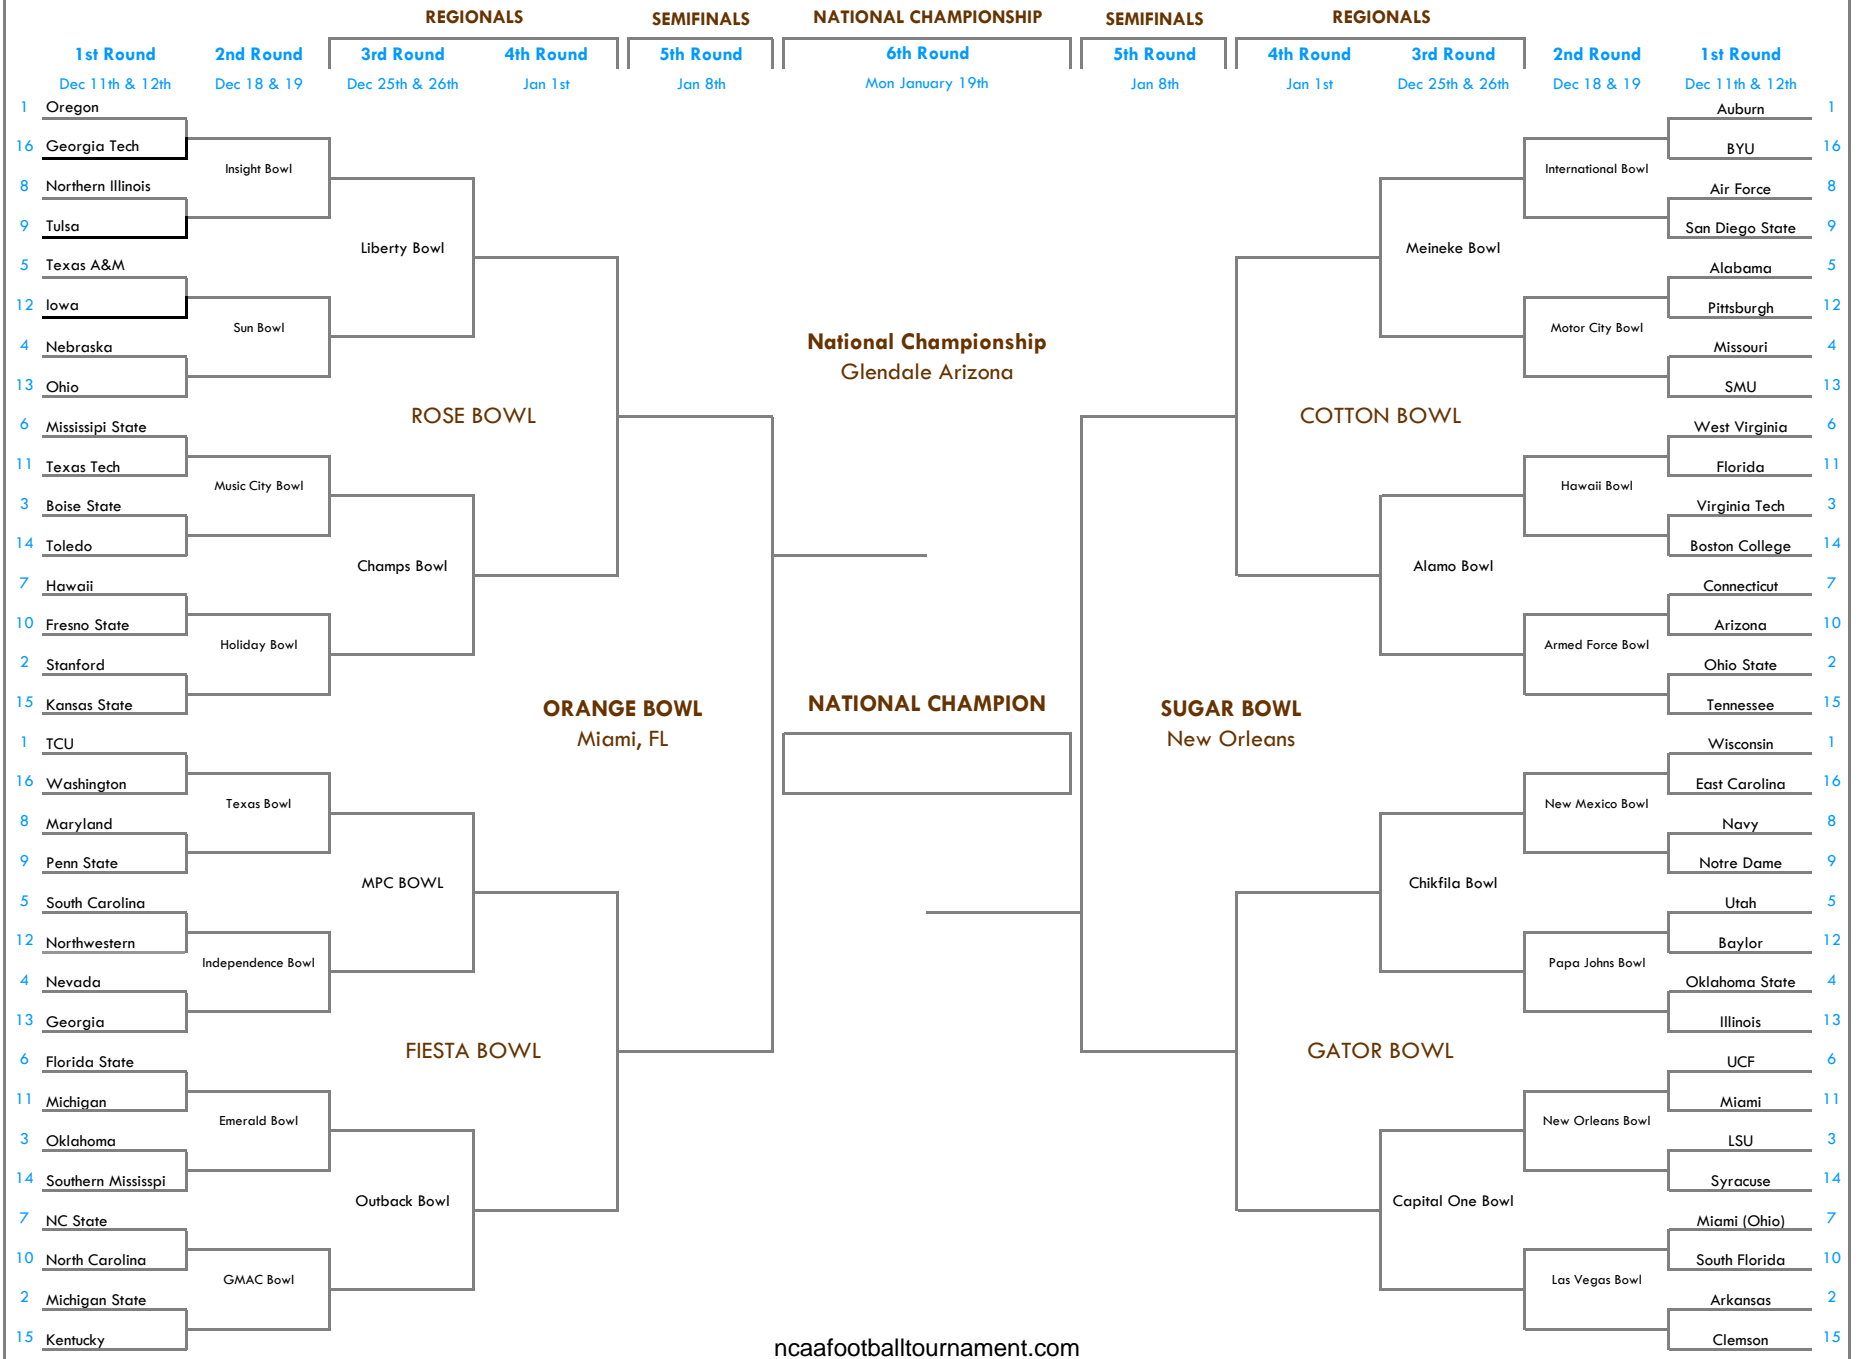 REGIONALS SEMIFINALS NATIONAL CHAMPIONSHIP SEMIFINALS REGIONALS
1st Round 2nd Round 3rd Round 4th Round 5th Round 6th Round 5th Round 4th Round 3rd Round 2nd Round 1st Round
Dec 11th & 12th Dec 18 & 19 Dec 25th & 26th Jan 1st Jan 8th Mon January 19th Jan 8th Jan 1st Dec 25th & 26th Dec 18 & 19 Dec 11th & 12th
1 Oregon Auburn 1
16 Georgia Tech BYU 16
Insight Bowl International Bowl
8 Northern Illinois Air Force 8
9 Tulsa San Diego State 9
Liberty Bowl Meineke Bowl
5 Texas A&M Alabama 5
12 Iowa Pittsburgh 12
Sun Bowl Motor City Bowl
National Championship
4 Nebraska Missouri 4
Glendale Arizona
13 Ohio SMU 13
ROSE BOWL COTTON BOWL
6 Mississipi State West Virginia 6
11 Texas Tech Florida 11
Music City Bowl Hawaii Bowl
3 Boise State Virginia Tech 3
14 Toledo Boston College 14
Champs Bowl Alamo Bowl
7 Hawaii Connecticut 7
10 Fresno State Arizona 10
Holiday Bowl Armed Force Bowl
2 Stanford Ohio State 2
15 Kansas State Tennessee 15
ORANGE BOWL NATIONAL CHAMPION SUGAR BOWL
Miami, FL New Orleans
1 TCU Wisconsin 1
16 Washington East Carolina 16
Texas Bowl New Mexico Bowl
8 Maryland Navy 8
9 Penn State Notre Dame 9
MPC BOWL Chikfila Bowl
5 South Carolina Utah 5
12 Northwestern Baylor 12
Independence Bowl Papa Johns Bowl
4 Nevada Oklahoma State 4
13 Georgia Illinois 13
FIESTA BOWL GATOR BOWL
6 Florida State UCF 6
11 Michigan Miami 11
Emerald Bowl New Orleans Bowl
3 Oklahoma LSU 3
14 Southern Mississpi Syracuse 14
Outback Bowl Capital One Bowl
7 NC State Miami (Ohio) 7
10 North Carolina South Florida 10
GMAC Bowl Las Vegas Bowl
2 Michigan State Arkansas 2
15 Kentucky Clemson 15
ncaafootballtournament.com